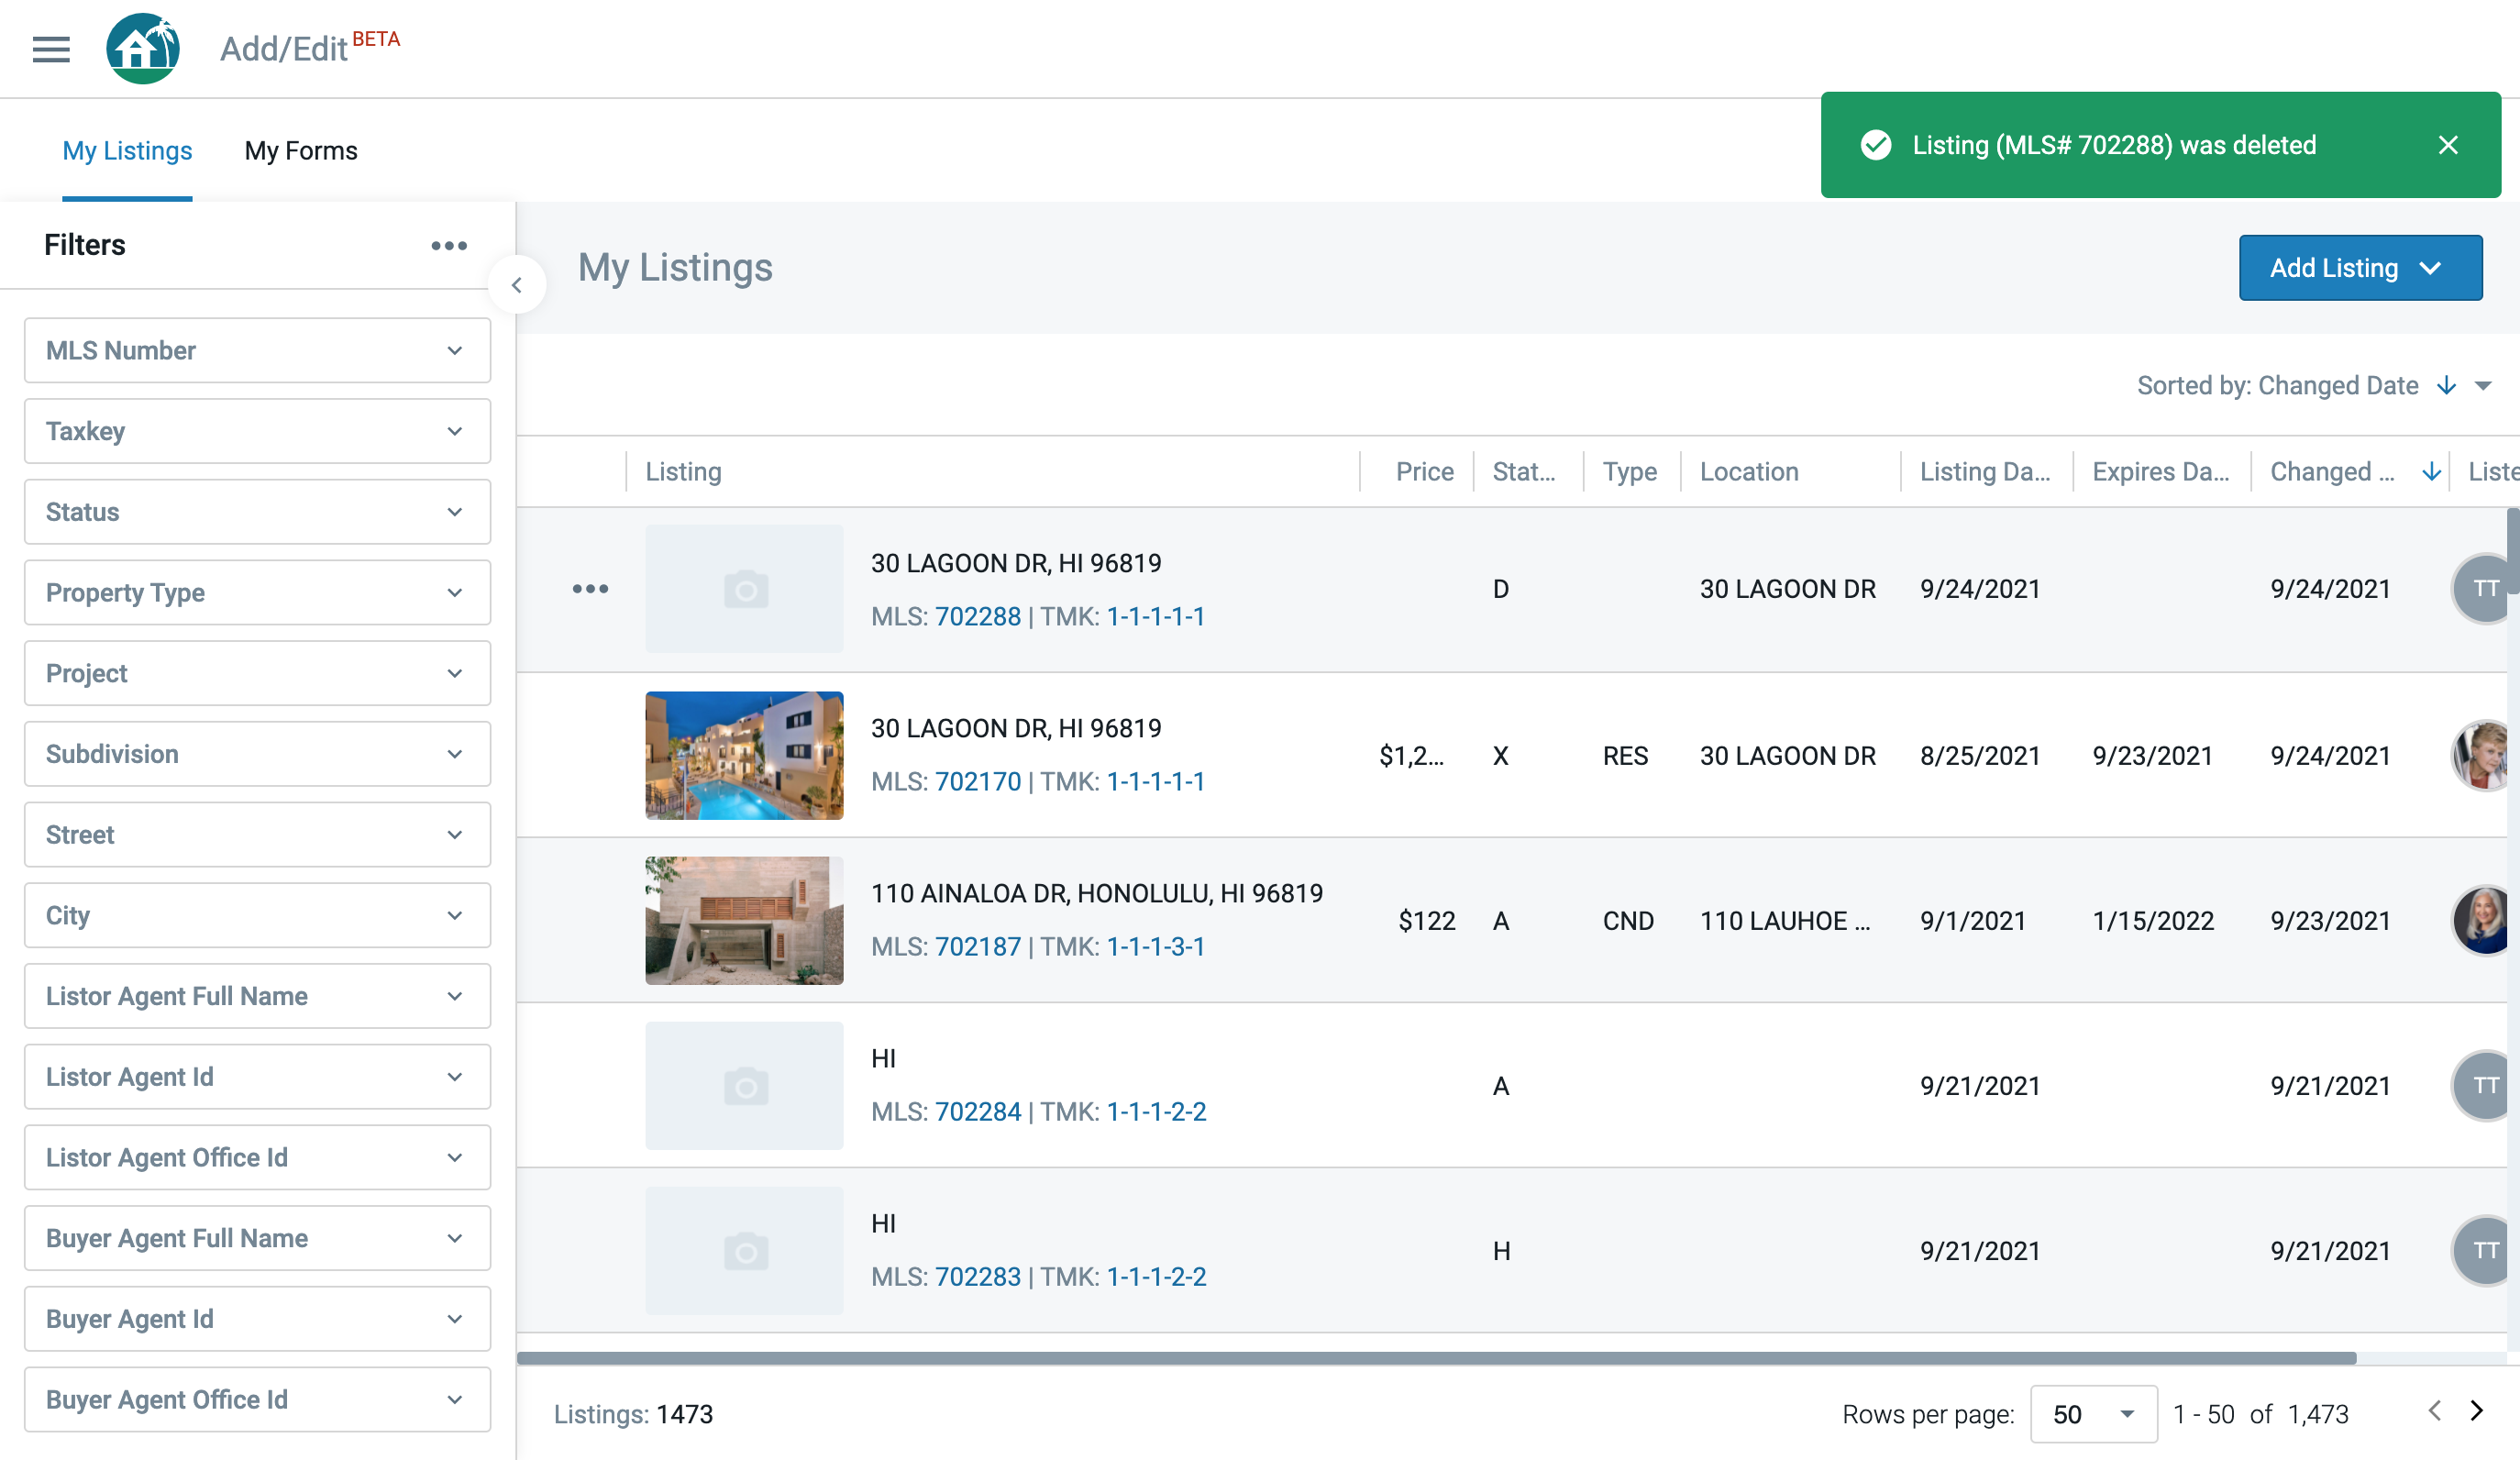 Add/Edit BETA
My Listings My Forms
Listing (MLS# 702288) was deleted
Filters
MLS Number
Taxkey
Status
Property Type
Project
Subdivision
Street
City
Listor Agent Full Name
Listor Agent Id
Listor Agent Office Id
Buyer Agent Full Name
Buyer Agent Id
Buyer Agent Office Id
My Listings
Add Listing
Sorted by: Changed Date
Listing Price Stat... Type Location Listing Da... Expires Da... Changed ... Liste
30 LAGOON DR, HI 96819
MLS: 702288 | TMK: 1-1-1-1-1
D 30 LAGOON DR 9/24/2021 9/24/2021 TT
30 LAGOON DR, HI 96819
MLS: 702170 | TMK: 1-1-1-1-1
$1,2... X RES 30 LAGOON DR 8/25/2021 9/23/2021 9/24/2021
110 AINALOA DR, HONOLULU, HI 96819
MLS: 702187 | TMK: 1-1-1-3-1
$122 A CND 110 LAUHOE ... 9/1/2021 1/15/2022 9/23/2021
HI
MLS: 702284 | TMK: 1-1-1-2-2
A 9/21/2021 9/21/2021 TT
HI
MLS: 702283 | TMK: 1-1-1-2-2
H 9/21/2021 9/21/2021 TT
Listings: 1473
Rows per page: 50 1 - 50 of 1,473